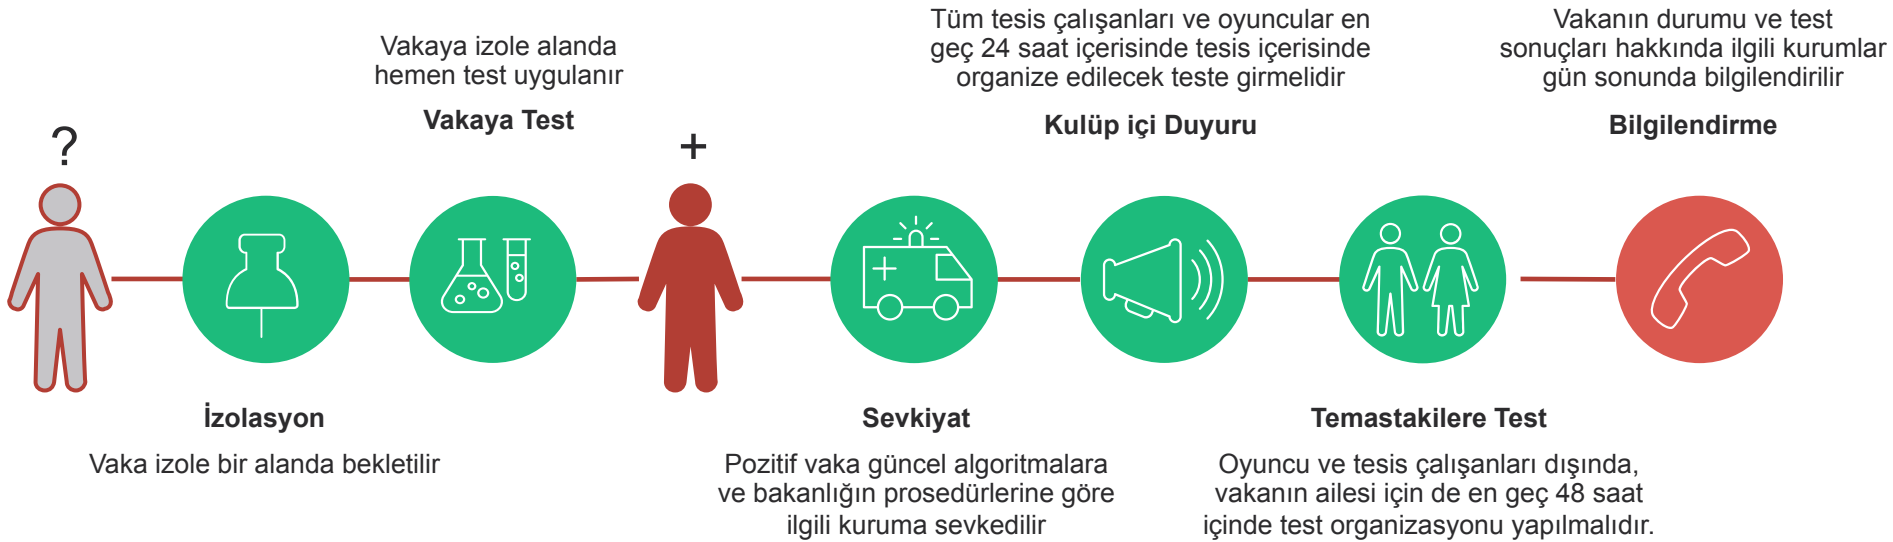 ?
İzolasyon
Vaka izole bir alanda bekletilir
Vakaya izole alanda
hemen test uygulanır
Vakaya Test
+
Sevkiyat
Pozitif vaka güncel algoritmalara
ve bakanlığın prosedürlerine göre
ilgili kuruma sevkedilir
Tüm tesis çalışanları ve oyuncular en
geç 24 saat içerisinde tesis içerisinde
organize edilecek teste girmelidir
Kulüp içi Duyuru
Temastakilere Test
Oyuncu ve tesis çalışanları dışında,
vakanın ailesi için de en geç 48 saat
içinde test organizasyonu yapılmalıdır.
Vakanın durumu ve test
sonuçları hakkında ilgili kurumlar
gün sonunda bilgilendirilir
Bilgilendirme